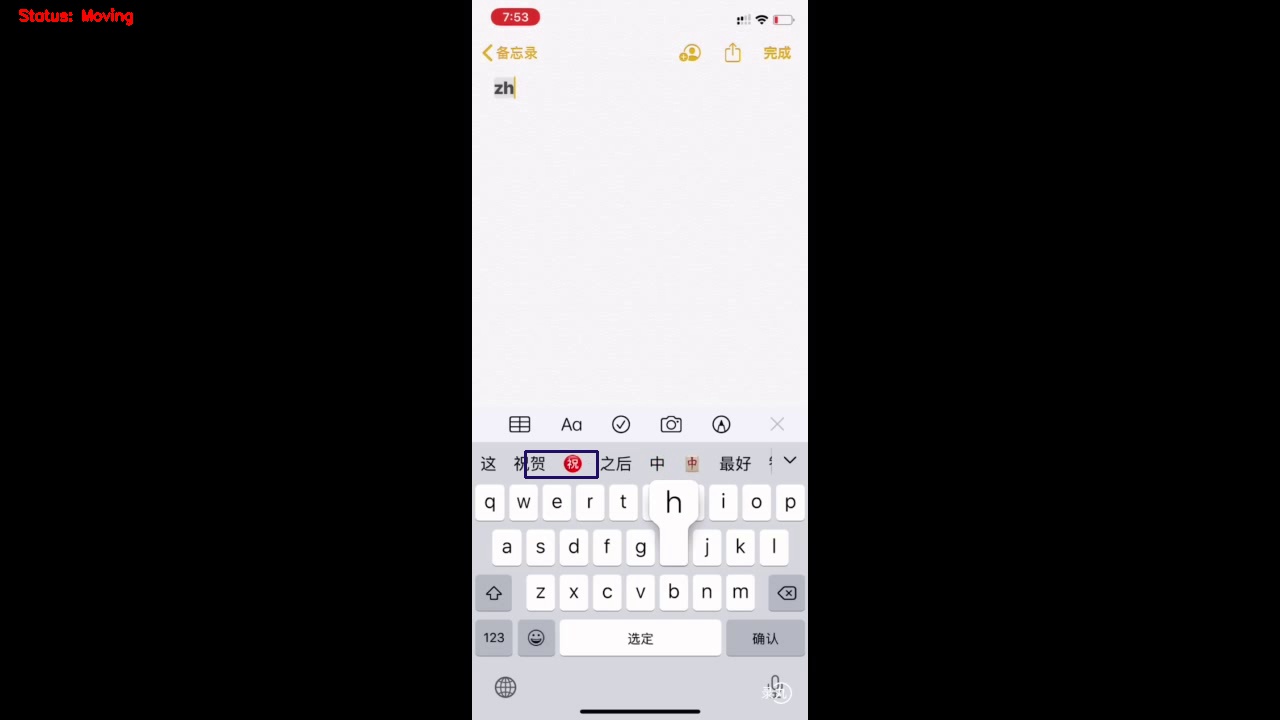 Status: Moving
7:53
备忘录 完成
zh
Aa
这 祝贺 ㊗ 之后 中 🀄 最好
q w e r t h i o p
a s d f g j k l
z x c v b n m
123 选定 确认